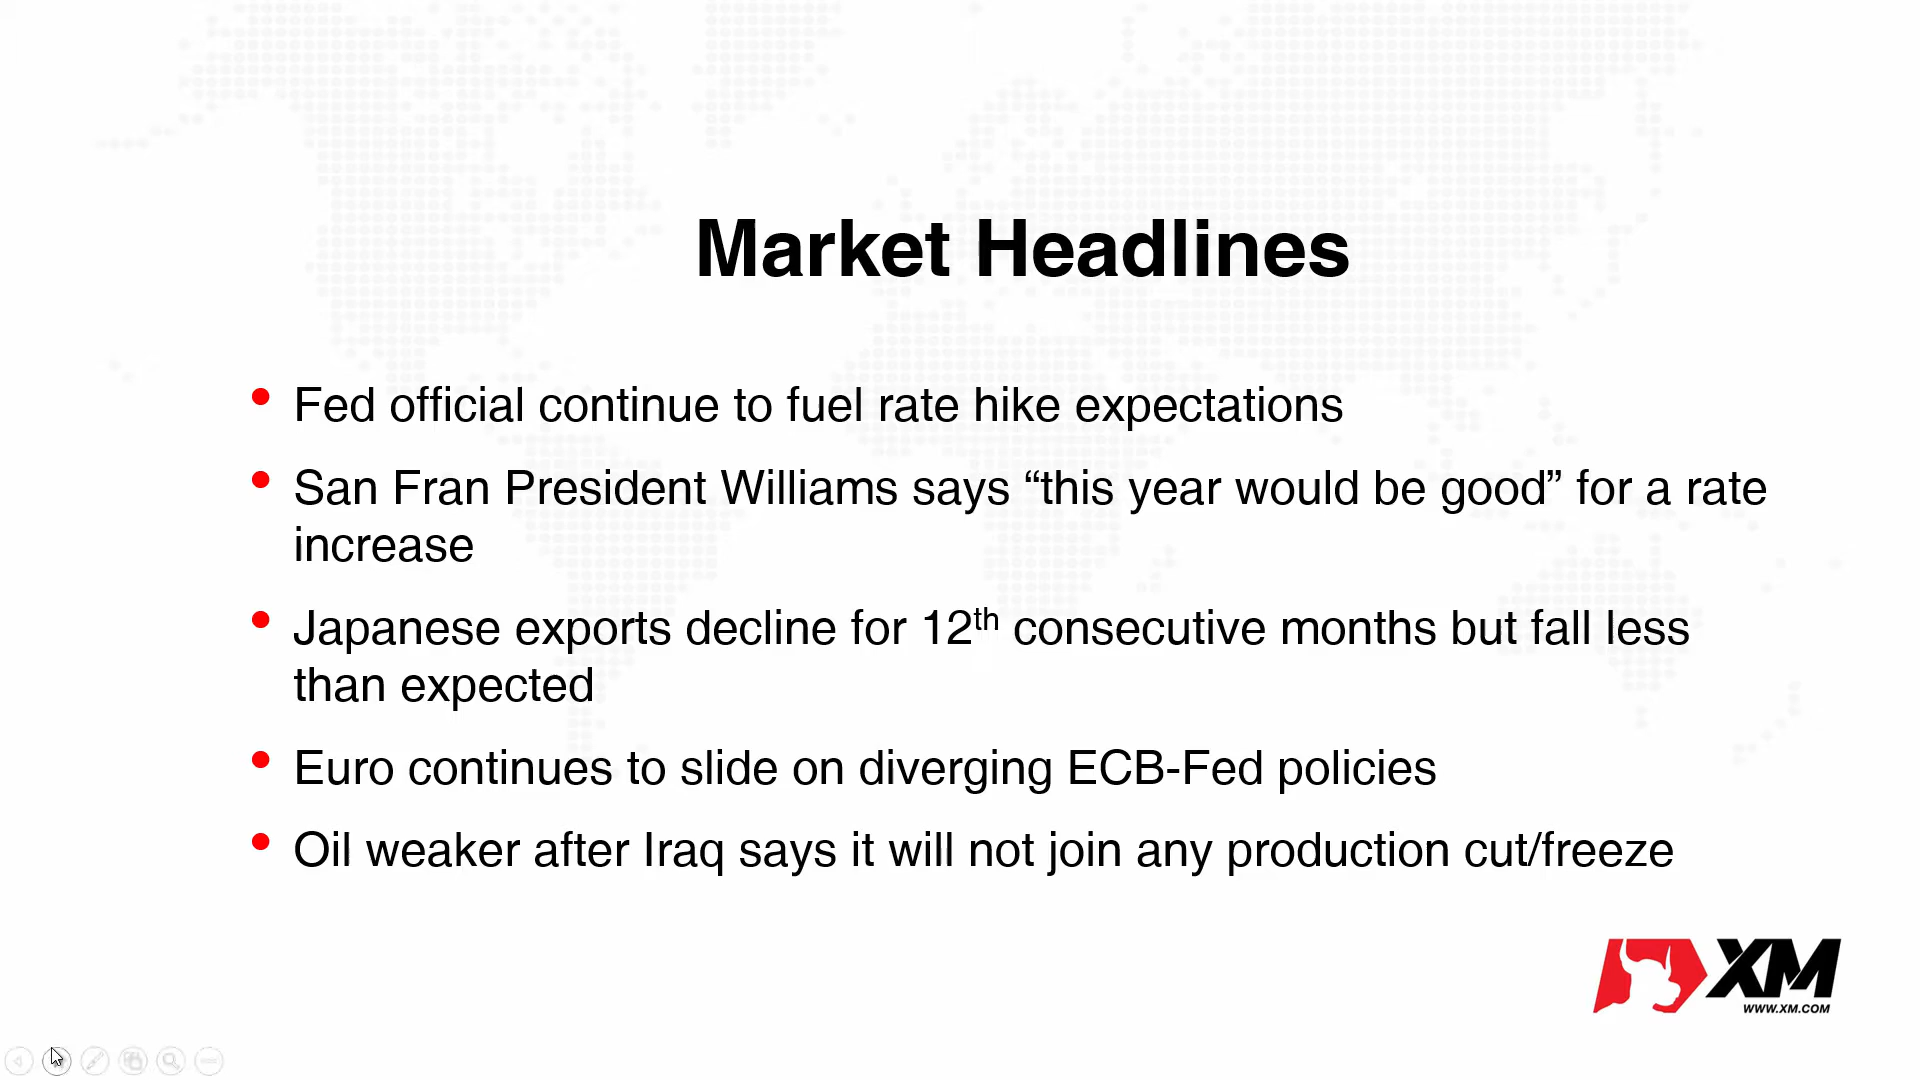 Market Headlines
• Fed official continue to fuel rate hike expectations
• San Fran President Williams says “this year would be good” for a rate
increase
• Japanese exports decline for 12th consecutive months but fall less
than expected
• Euro continues to slide on diverging ECB-Fed policies
• Oil weaker after Iraq says it will not join any production cut/freeze
XM
WWW.XM.COM